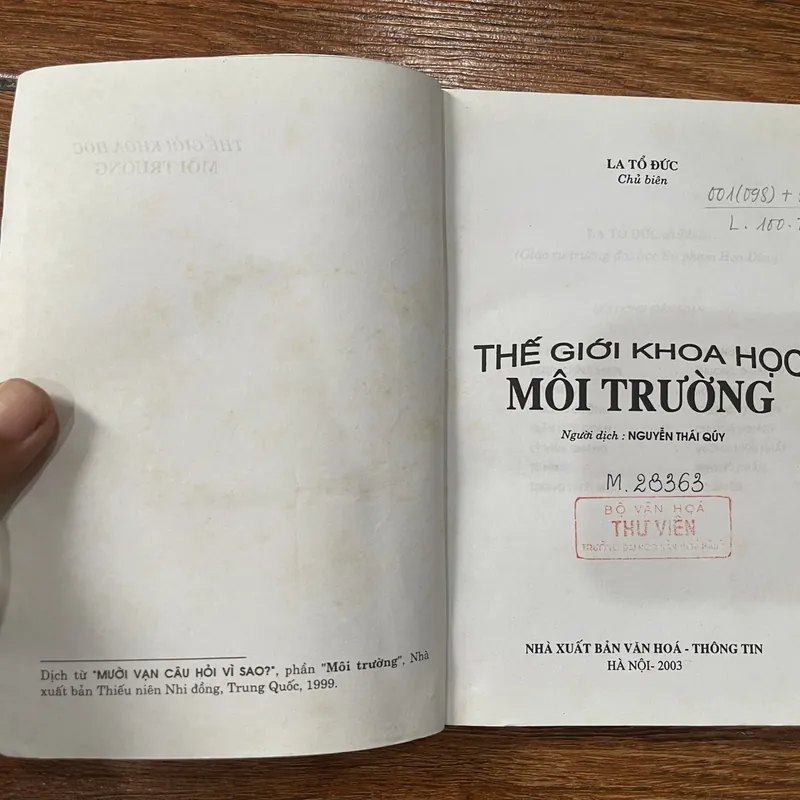 Dịch từ "MƯỜI VẠN CÂU HỎI VÌ SAO?", phần "Môi trường", Nhà
xuất bản Thiếu niên Nhi đồng, Trung Quốc, 1999.
LA TỔ ĐỨC
Chủ biên
001(098) +
L. 100.
THẾ GIỚI KHOA HỌC
MÔI TRƯỜNG
Người dịch : NGUYỄN THÁI QÚY
M. 28363
BỘ VĂN HOÁ
THƯ VIỆN
NHÀ XUẤT BẢN VĂN HOÁ - THÔNG TIN
HÀ NỘI- 2003